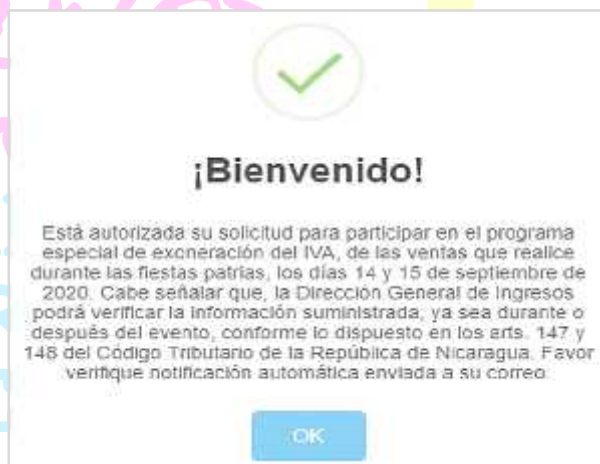 ¡Bienvenido!
Está autorizada su solicitud para participar en el programa
especial de exoneración del IVA, de las ventas que realice
durante las fiestas patrias, los días 14 y 15 de septiembre de
2020. Cabe señalar que, la Dirección General de Ingresos
podrá verificar la información suministrada, ya sea durante o
después del evento, conforme lo dispuesto en los arts. 147 y
148 del Código Tributario de la República de Nicaragua. Favor
verifique notificación automática enviada a su correo.
OK